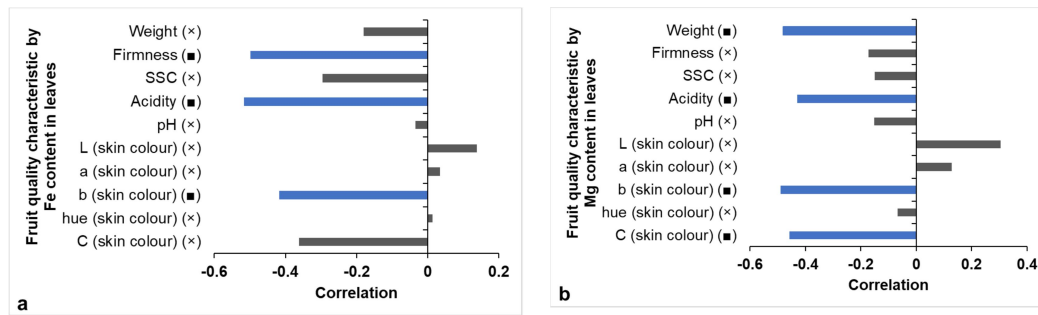 Fruit quality characteristic by
Fe content in leaves
Weight (×)
Firmness (■)
SSC (×)
Acidity (■)
pH (×)
L (skin colour) (×)
a (skin colour) (×)
b (skin colour) (■)
hue (skin colour) (×)
C (skin colour) (×)
-0.6 -0.4 -0.2 0 0.2
Correlation
a
Fruit quality characteristic by
Mg content in leaves
Weight (■)
Firmness (×)
SSC (×)
Acidity (■)
pH (×)
L (skin colour) (×)
a (skin colour) (×)
b (skin colour) (■)
hue (skin colour) (×)
C (skin colour) (■)
-0.6 -0.4 -0.2 0 0.2 0.4
Correlation
b